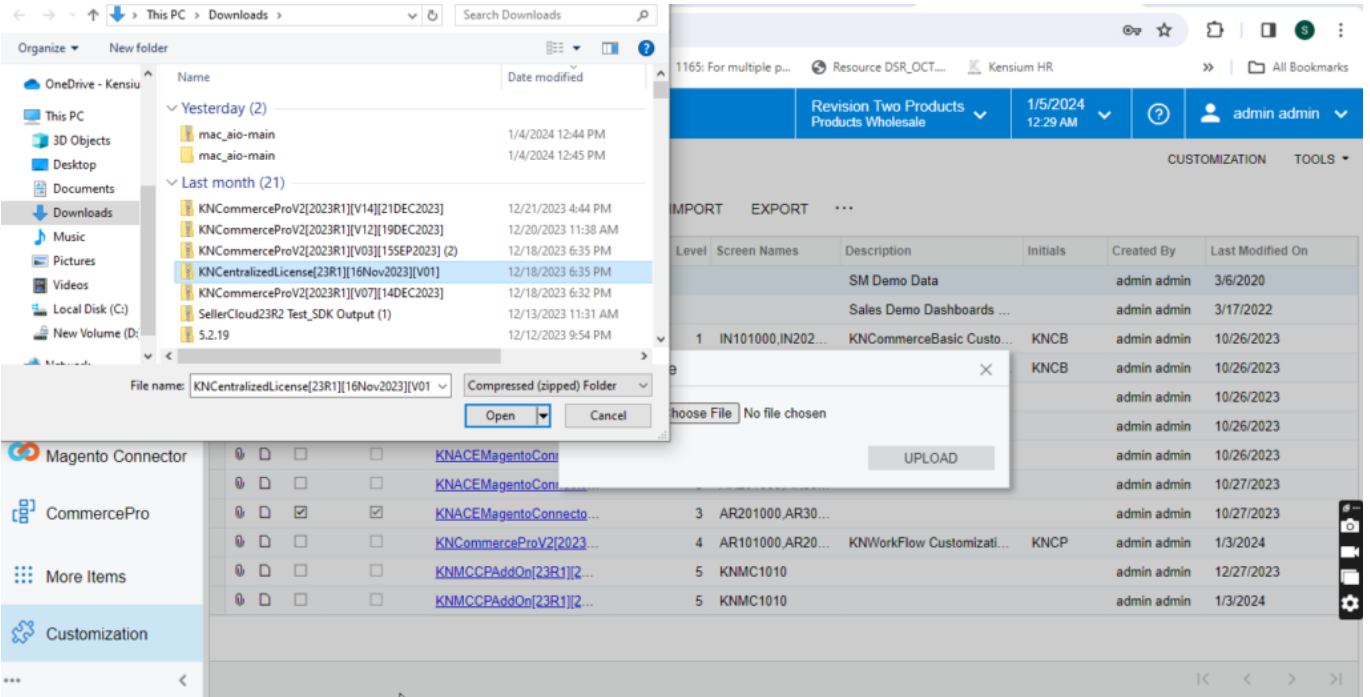 This PC > Downloads >
Search Downloads
Organize
New folder
OneDrive - Kensiu
This PC
3D Objects
Desktop
Documents
Downloads
Music
Pictures
Videos
Local Disk (C:)
New Volume (D:
Name Date modified
Yesterday (2)
mac_aio-main 1/4/2024 12:44 PM
mac_aio-main 1/4/2024 12:45 PM
Last month (21)
KNCommerceProV2[2023R1][V14][21DEC2023] 12/21/2023 4:44 PM
KNCommerceProV2[2023R1][V12][19DEC2023] 12/20/2023 11:38 AM
KNCommerceProV2[2023R1][V03][15SEP2023] (2) 12/18/2023 6:35 PM
KNCentralizedLicense[23R1][16Nov2023][V01] 12/18/2023 6:35 PM
KNCommerceProV2[2023R1][V07][14DEC2023] 12/18/2023 6:32 PM
SellerCloud23R2 Test_SDK Output (1) 12/13/2023 11:31 AM
5.2.19 12/12/2023 9:54 PM
File name: KNCentralizedLicense[23R1][16Nov2023][V01 Compressed (zipped) Folder
Open Cancel
S
1165: For multiple p... Resource DSR_OCT.... Kensium HR » All Bookmarks
Revision Two Products
Products Wholesale
1/5/2024
12:29 AM
admin admin
CUSTOMIZATION TOOLS
IMPORT EXPORT ...
Level Screen Names Description Initials Created By Last Modified On
SM Demo Data admin admin 3/6/2020
Sales Demo Dashboards ... admin admin 3/17/2022
1 IN101000,IN202... KNCommerceBasic Custo... KNCB admin admin 10/26/2023
KNCB admin admin 10/26/2023
admin admin 10/26/2023
admin admin 10/26/2023
hoose File No file chosen
UPLOAD
Magento Connector
CommercePro
More Items
Customization
KNACEMagentoConn admin admin 10/26/2023
KNACEMagentoConn admin admin 10/27/2023
KNACEMagentoConnecto... 3 AR201000,AR30... admin admin 10/27/2023
KNCommerceProV2[2023... 4 AR101000,AR20... KNWorkFlow Customizati... KNCP admin admin 1/3/2024
KNMCCPAddOn[23R1][2... 5 KNMC1010 admin admin 12/27/2023
KNMCCPAddOn[23R1][2... 5 KNMC1010 admin admin 1/3/2024